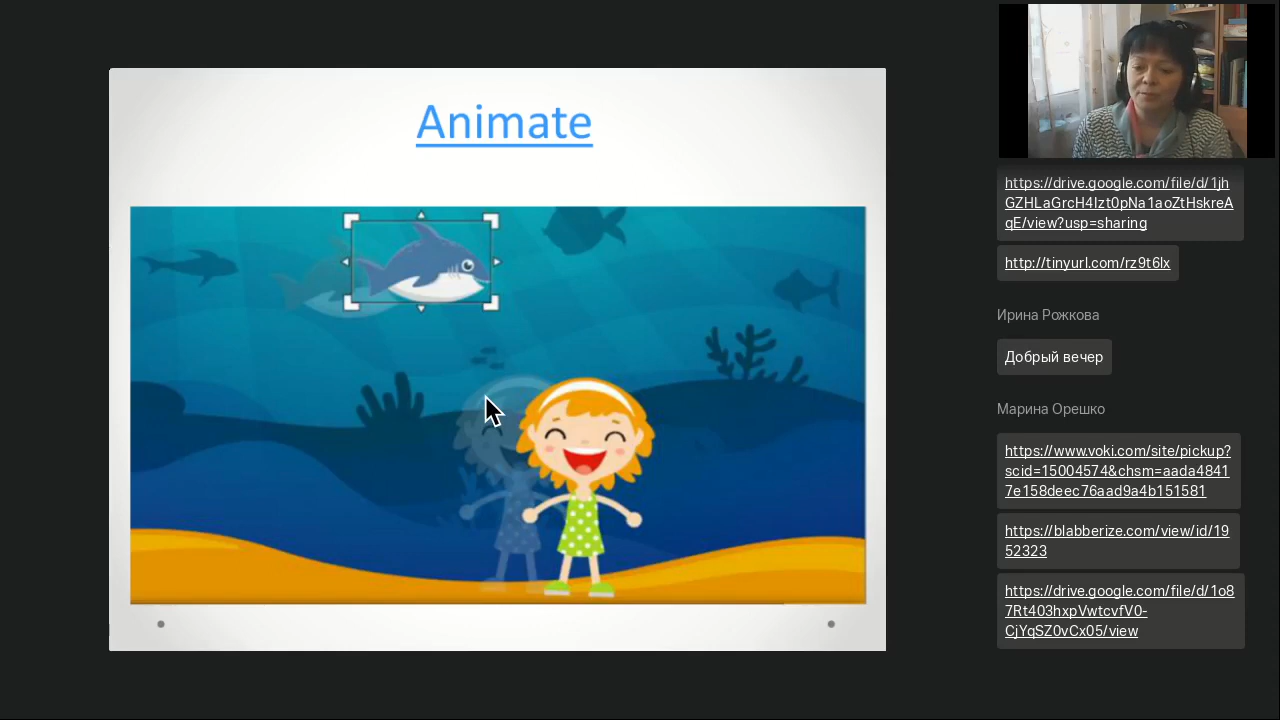 Animate
https://drive.google.com/file/d/1jh
GZHLaGrcH4Izt0pNa1aoZtHskreA
qE/view?usp=sharing
http://tinyurl.com/rz9t6lx
Ирина Рожкова
Добрый вечер
Марина Орешко
https://www.voki.com/site/pickup?
scid=15004574&chsm=aada4841
7e158deec76aad9a4b151581
https://blabberize.com/view/id/19
52323
https://drive.google.com/file/d/1o8
7Rt403hxpVwtcvfV0-
CjYqSZ0vCx05/view